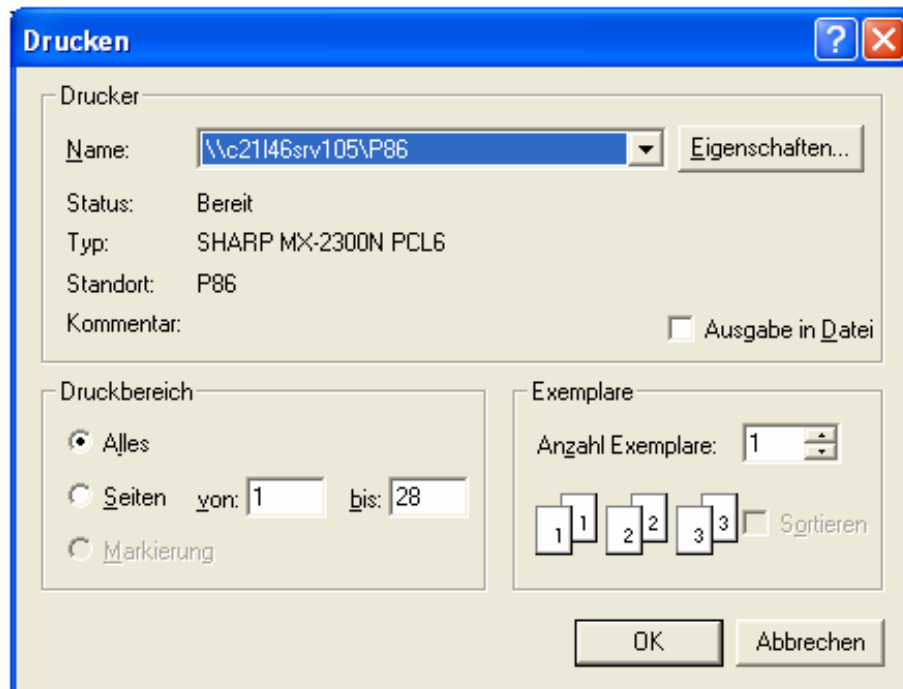 Drucken
Drucker
Name: \\c21l46srv105\P86 Eigenschaften...
Status: Bereit
Typ: SHARP MX-2300N PCL6
Standort: P86
Kommentar: Ausgabe in Datei
Druckbereich
Alles
Seiten von: 1 bis: 28
Markierung
Exemplare
Anzahl Exemplare: 1
1 1 2 2 3 3 Sortieren
OK Abbrechen